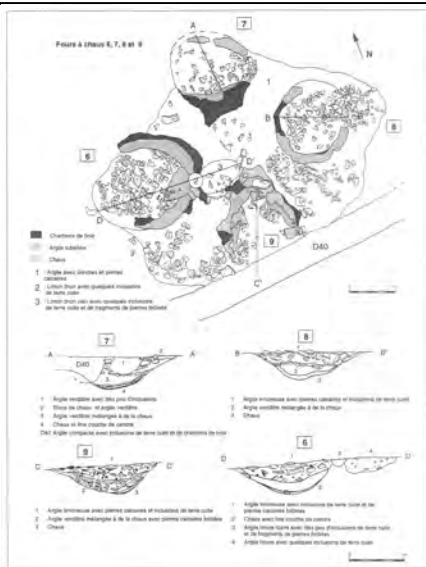 Fours à chaux 6, 7, 8 et 9
A
7
N
1
B
8
6
D'
D
9
D40
C'
Charbons de bois
Argile rubéfiée
Chaux
1 Argile avec cendres et pierres calcaires
2 Limon brun avec quelques inclusions de terre cuite
3 Limon brun avec quelques inclusions de terre cuite et de fragments de pierres brûlées
7
A
A'
D40
1 Argile verdâtre avec très peu d'inclusions
2 Blocs de chaux et argile verdâtre
3 Argile verdâtre mélangée à de la chaux
4 Chaux et fine couche de cendre
D40 Argile compacte avec inclusions de terre cuite et de charbons de bois
8
B
B'
1 Argile limoneuse avec pierres calcaires et inclusions de terre cuite
2 Argile verdâtre mélangée à de la chaux
3 Chaux
9
C
C'
1 Argile limoneuse avec pierres calcaires et inclusions de terre cuite
2 Argile verdâtre mélangée à de la chaux avec pierres calcaires brûlées
3 Chaux
6
D
D'
1 Argile limoneuse avec inclusions de terre cuite et de pierres calcaires brûlées
2 Chaux avec fine couche de cendre
3 Argile limono avec très peu d'inclusions de terre cuite et de fragments de pierres brûlées
4 Argile brune avec quelques inclusions de terre cuite